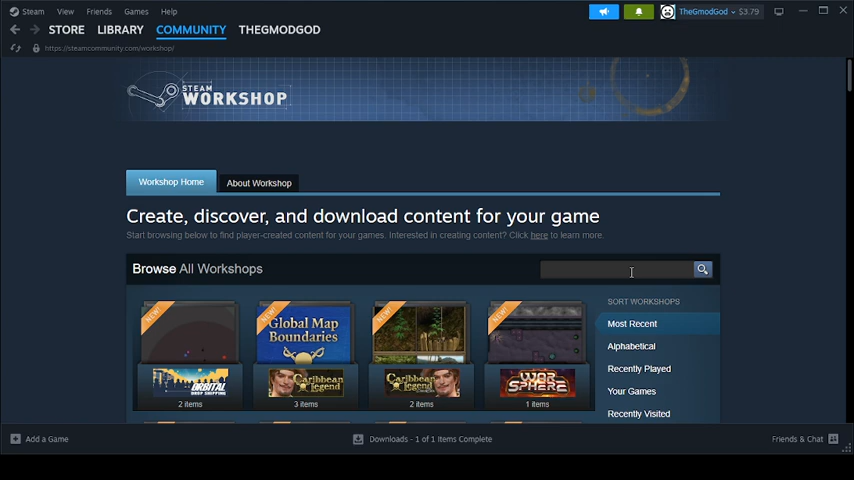 Steam View Friends Games Help
TheGmodGod $3.79
STORE LIBRARY COMMUNITY THEGMODGOD
https://steamcommunity.com/workshop/
STEAM
WORKSHOP
Workshop Home About Workshop
Create, discover, and download content for your game
Start browsing below to find player-created content for your games. Interested in creating content? Click here to learn more.
Browse All Workshops
SORT WORKSHOPS
Most Recent
Alphabetical
Recently Played
Your Games
Recently Visited
NEW!
ORBITAL
DROP SHIPPING
2 items
NEW!
Global Map
Boundaries
CARIBBEAN
LEGEND
3 items
NEW!
CARIBBEAN
LEGEND
2 items
NEW!
WAR
SPHERE
1 items
Add a Game
Downloads - 1 of 1 Items Complete
Friends & Chat